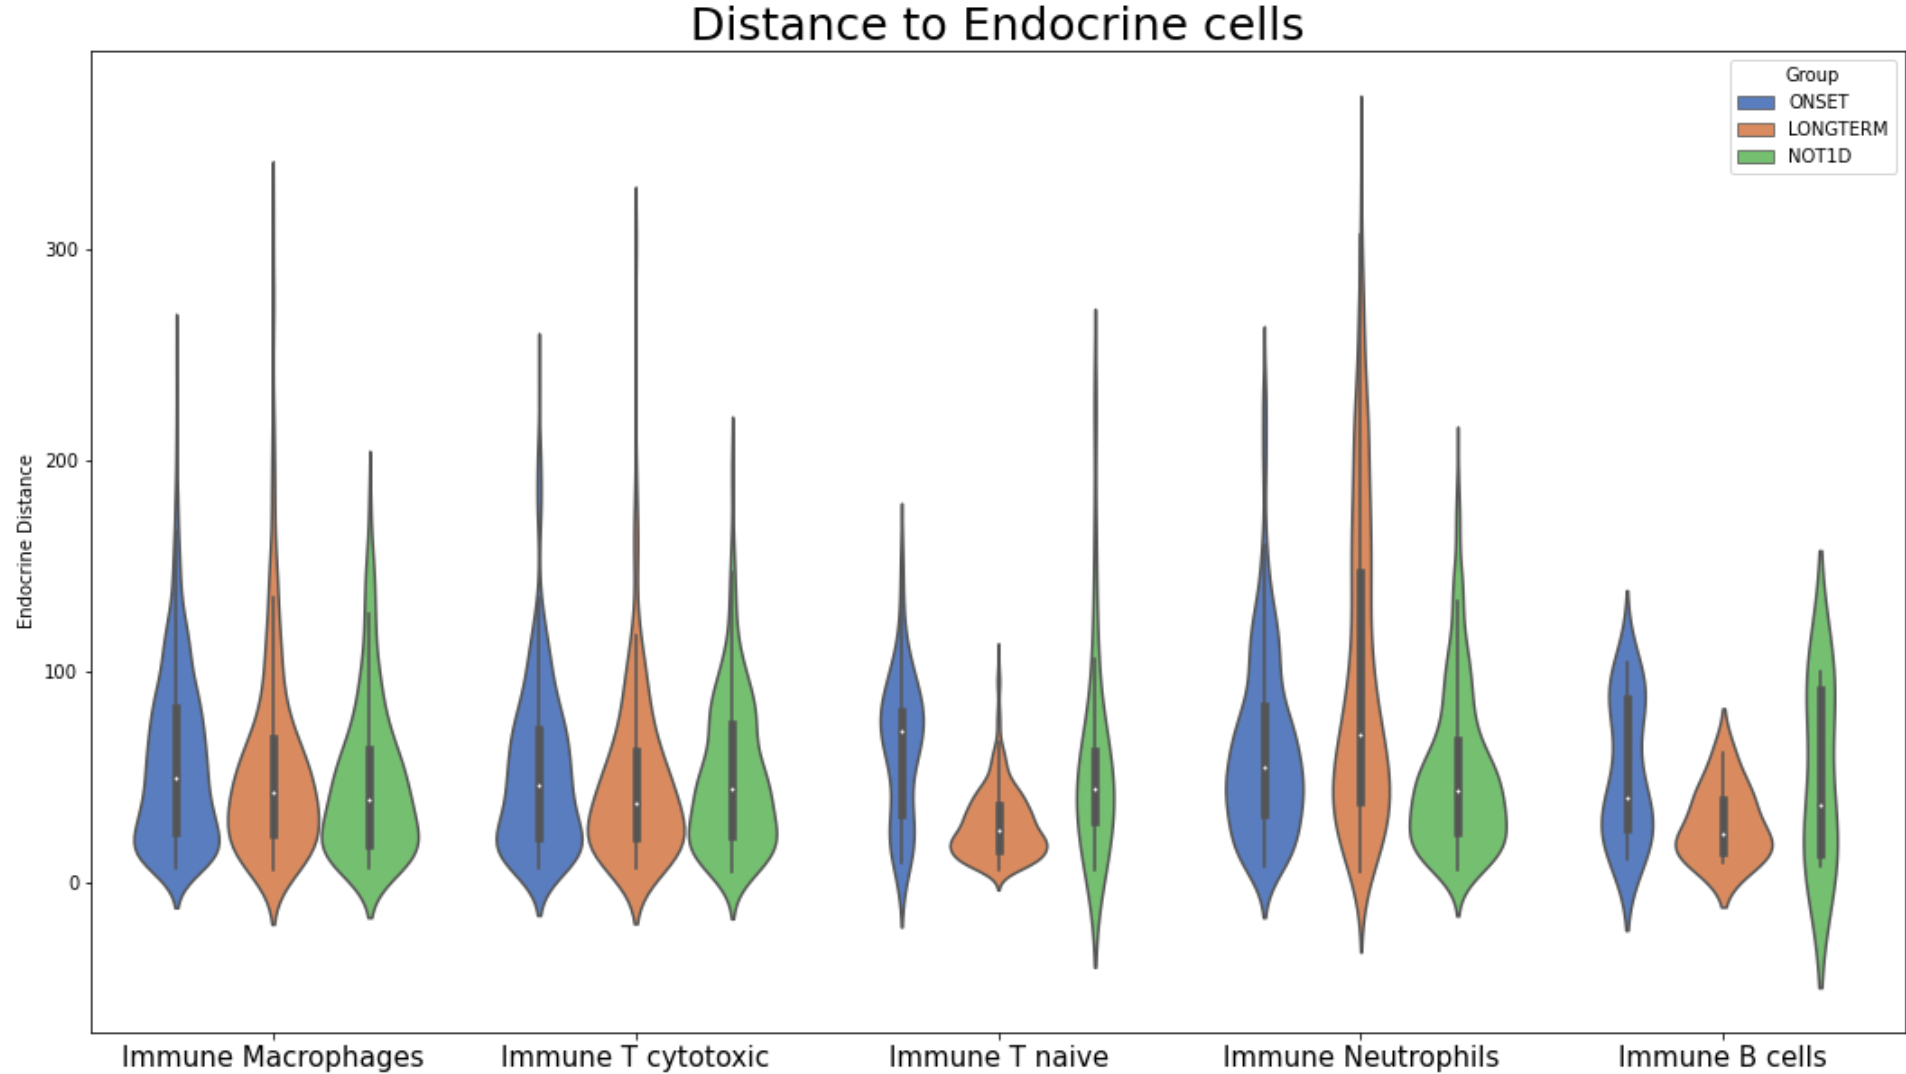 Distance to Endocrine cells
Group
ONSET
LONGTERM
NOT1D
Endocrine Distance
300
200
100
0
Immune Macrophages
Immune T cytotoxic
Immune T naive
Immune Neutrophils
Immune B cells